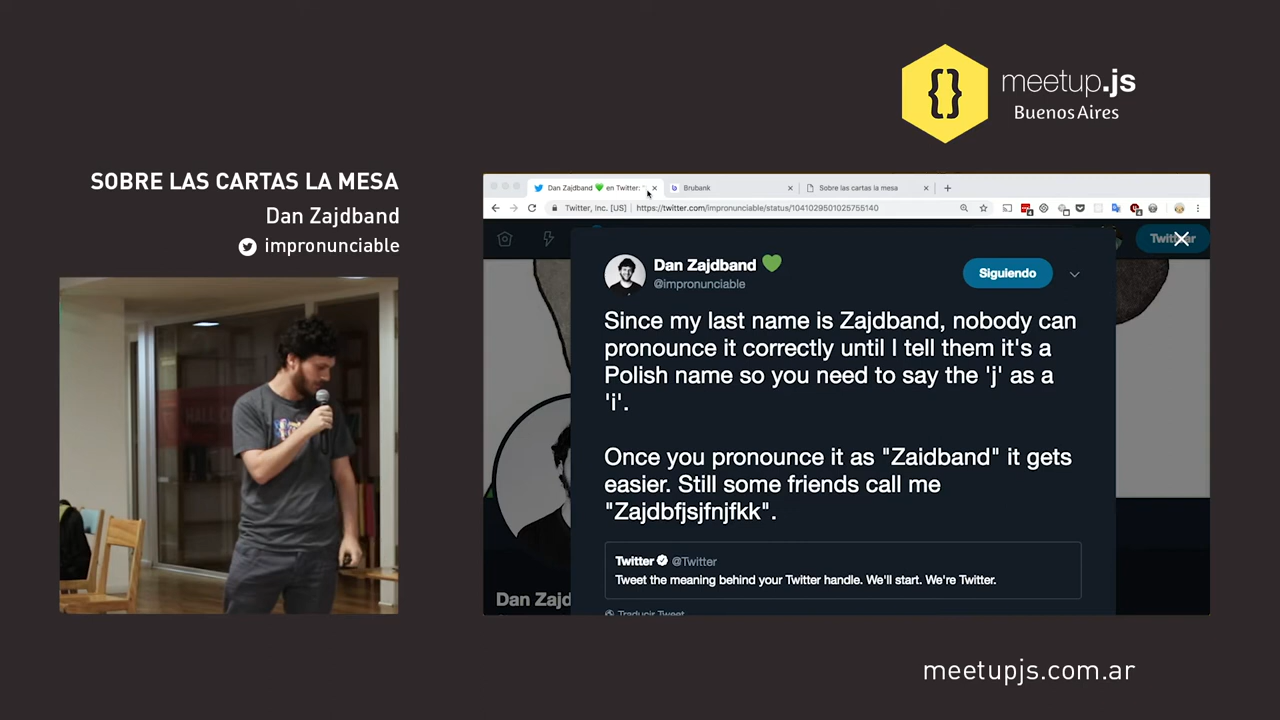 {}
meetup.js
Buenos Aires
SOBRE LAS CARTAS LA MESA
Dan Zajdband
impronunciable
Dan Zajdband 💚 en Twitter:
Brubank
Sobre las cartas la mesa
Twitter, Inc. [US]
https://twitter.com/impronunciable/status/1041029501025755140
Dan Zajdband 💚
@impronunciable
Siguiendo
Since my last name is Zajdband, nobody can
pronounce it correctly until I tell them it's a
Polish name so you need to say the 'j' as a
'i'.
Once you pronounce it as "Zaidband" it gets
easier. Still some friends call me
"Zajdbfjsjfnjfkk".
Twitter @Twitter
Tweet the meaning behind your Twitter handle. We'll start. We're Twitter.
Traducir Tweet
Dan Zajd
meetupjs.com.ar